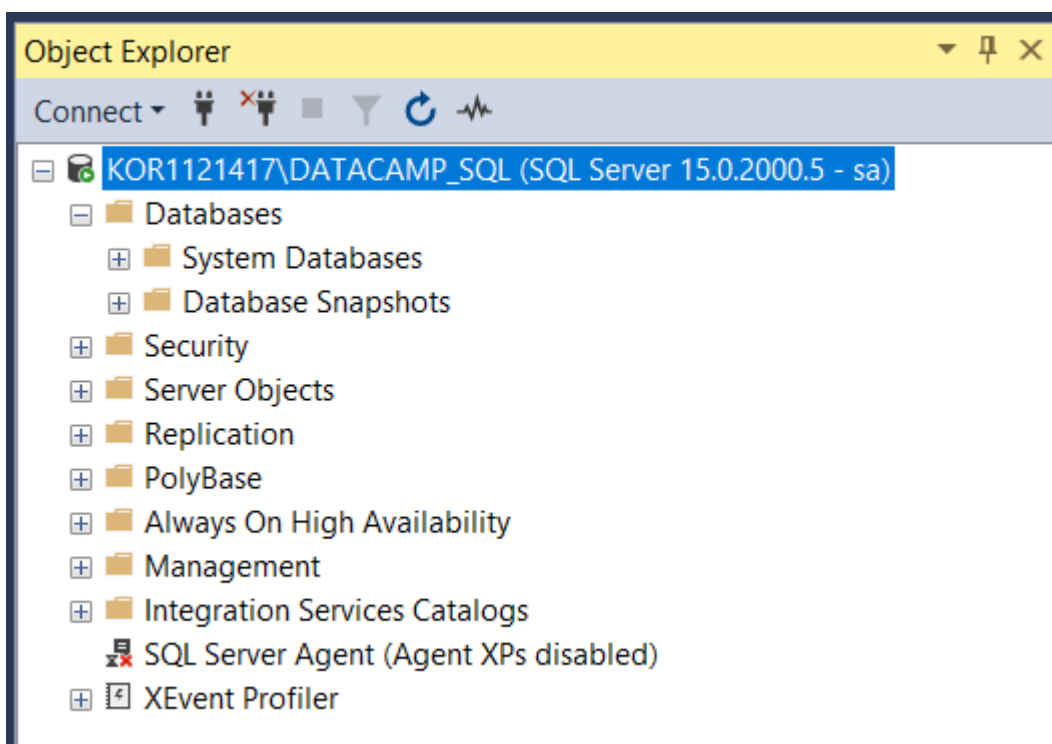 Object Explorer
Connect
KOR1121417\DATACAMP_SQL (SQL Server 15.0.2000.5 - sa)
Databases
System Databases
Database Snapshots
Security
Server Objects
Replication
PolyBase
Always On High Availability
Management
Integration Services Catalogs
SQL Server Agent (Agent XPs disabled)
XEvent Profiler